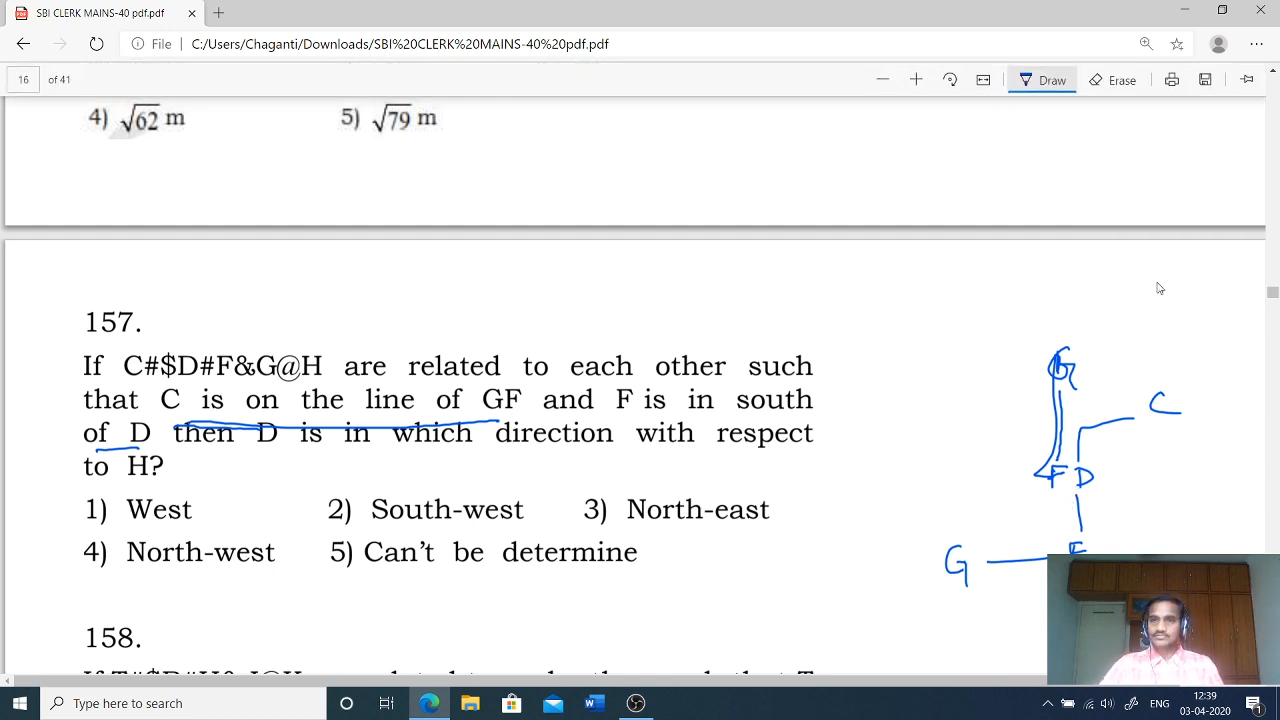 SBI CLERK MAINS-40 pdf.pdf
File C:/Users/Chaganti/Downloads/SBI%20CLERK%20MAINS-40%20pdf.pdf
16 of 41 Draw Erase
4) √62 m 5) √79 m
157.
If C#$D#F&G@H are related to each other such
that C is on the line of GF and F is in south
of D then D is in which direction with respect
to H?
1) West 2) South-west 3) North-east
4) North-west 5) Can't be determine
G
C
F D
G
158.
Type here to search
ENG
12:39
03-04-2020